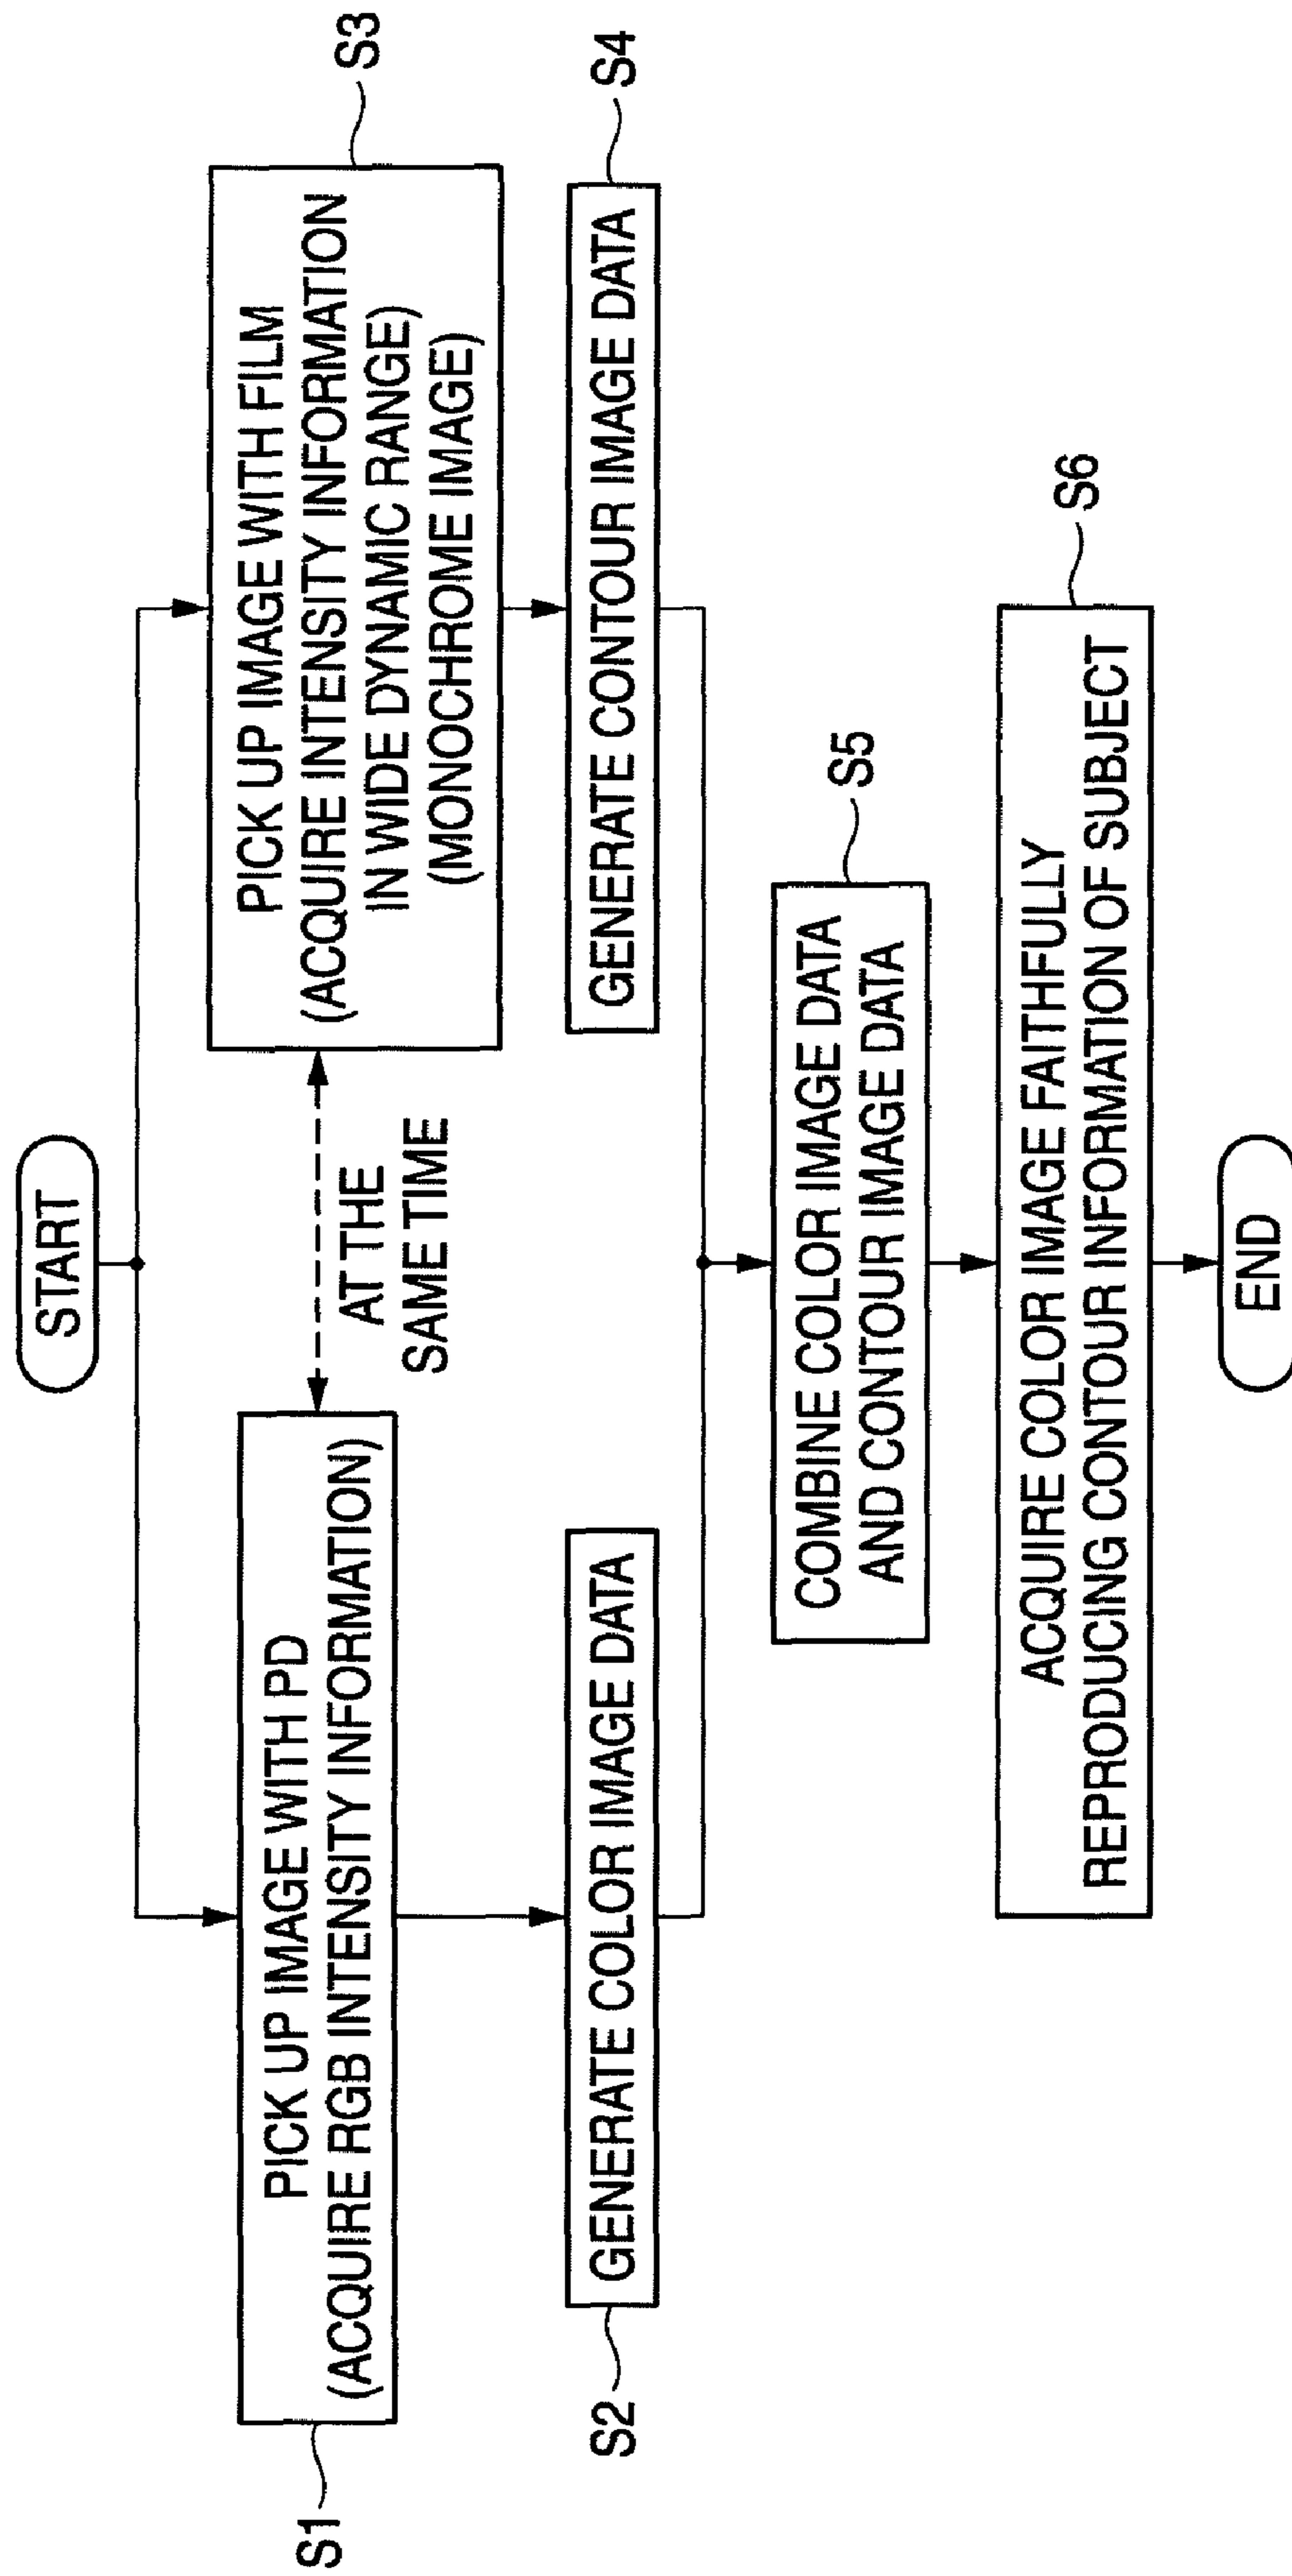 START
S1
PICK UP IMAGE WITH PD
(ACQUIRE RGB INTENSITY INFORMATION)
AT THE
SAME TIME
S3
PICK UP IMAGE WITH FILM
(ACQUIRE INTENSITY INFORMATION
IN WIDE DYNAMIC RANGE)
(MONOCHROME IMAGE)
S2
GENERATE COLOR IMAGE DATA
S4
GENERATE CONTOUR IMAGE DATA
S5
COMBINE COLOR IMAGE DATA
AND CONTOUR IMAGE DATA
S6
ACQUIRE COLOR IMAGE FAITHFULLY
REPRODUCING CONTOUR INFORMATION OF SUBJECT
END